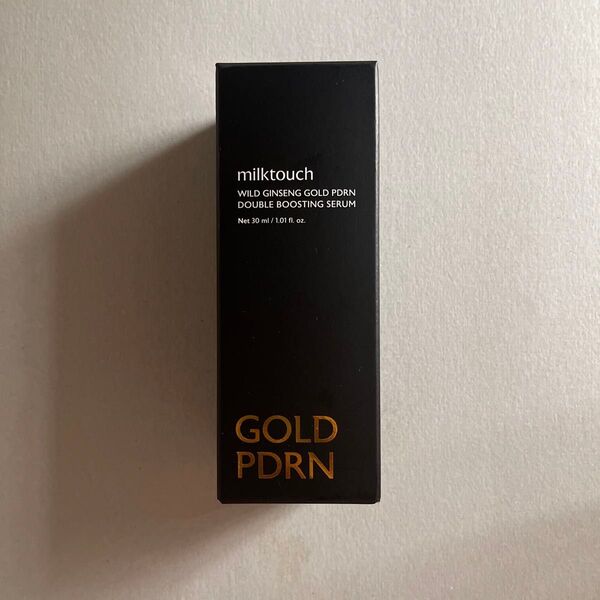 milktouch
WILD GINSENG GOLD PDRN
DOUBLE BOOSTING SERUM
Net 30 ml / 1.01 fl. oz.
GOLD
PDRN